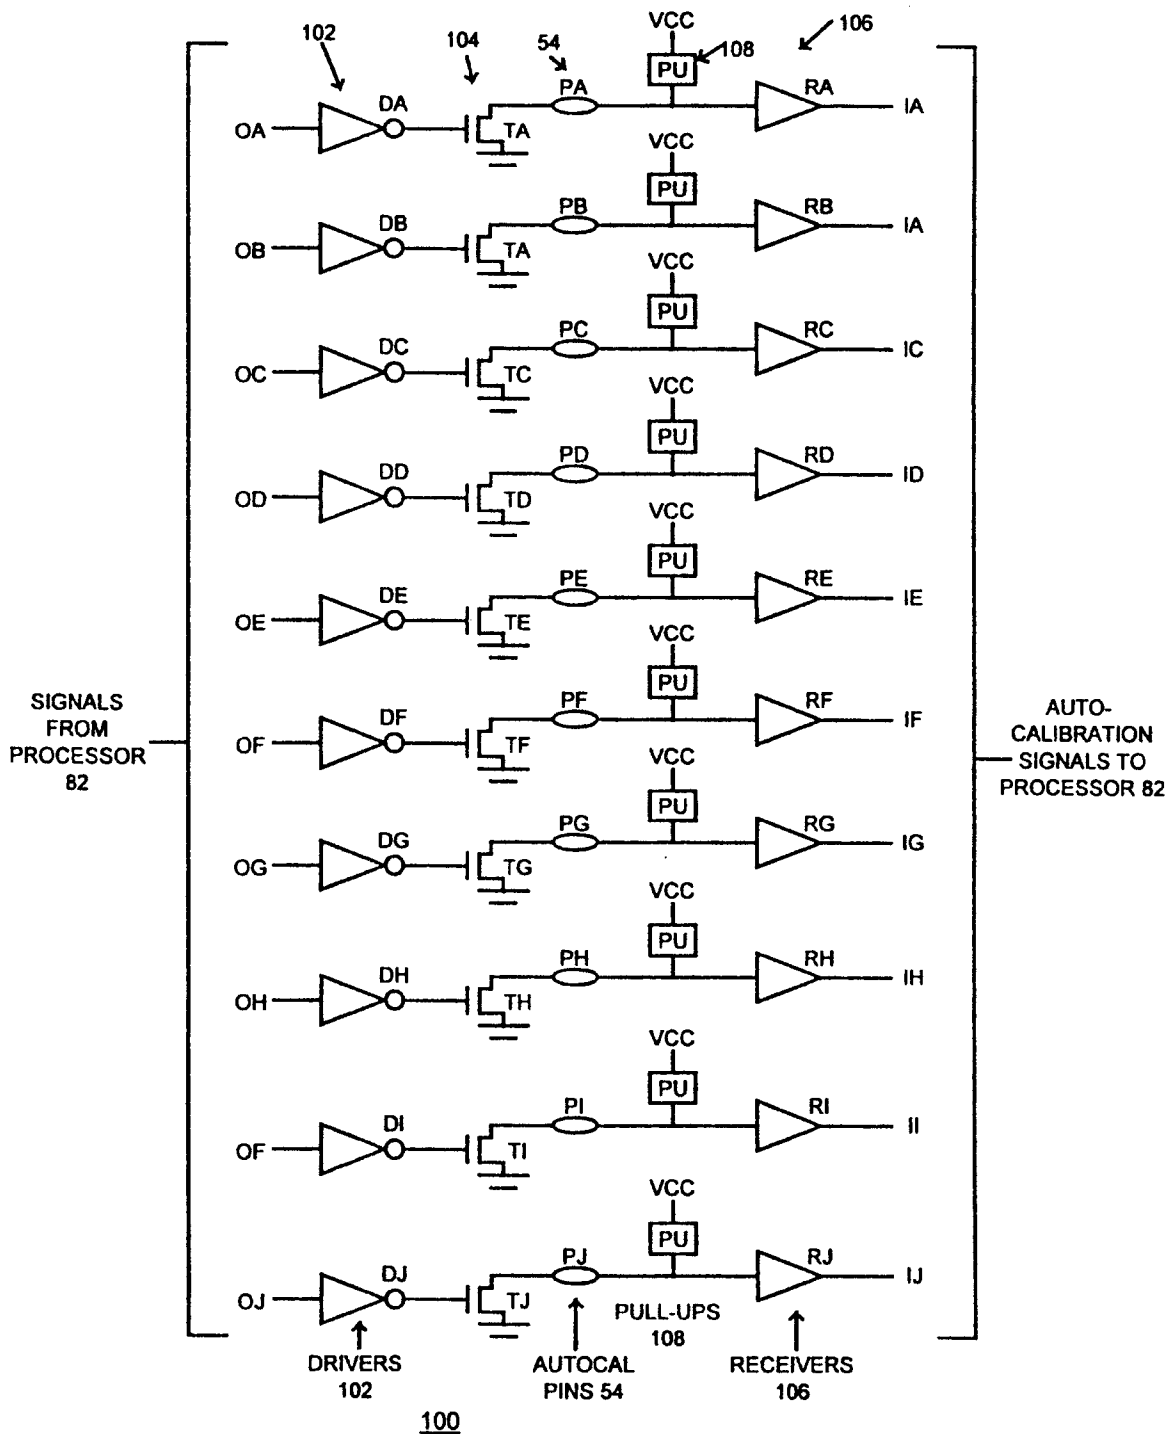 VCC
102
104
54
108
106
PU
DA
PA
RA
OA
TA
IA
VCC
PU
DB
PB
RB
OB
TA
IA
VCC
PU
DC
PC
RC
OC
TC
IC
VCC
PU
DD
PD
RD
OD
TD
ID
VCC
PU
DE
PE
RE
OE
TE
IE
VCC
PU
DF
PF
RF
OF
TF
IF
SIGNALS
FROM
PROCESSOR
82
AUTO-
CALIBRATION
SIGNALS TO
PROCESSOR 82
VCC
PU
DG
PG
RG
OG
TG
IG
VCC
PU
DH
PH
RH
OH
TH
IH
VCC
PU
DI
PI
RI
OF
TI
II
VCC
PU
DJ
PJ
RJ
OJ
TJ
IJ
PULL-UPS
108
DRIVERS
102
AUTOCAL
PINS 54
RECEIVERS
106
100